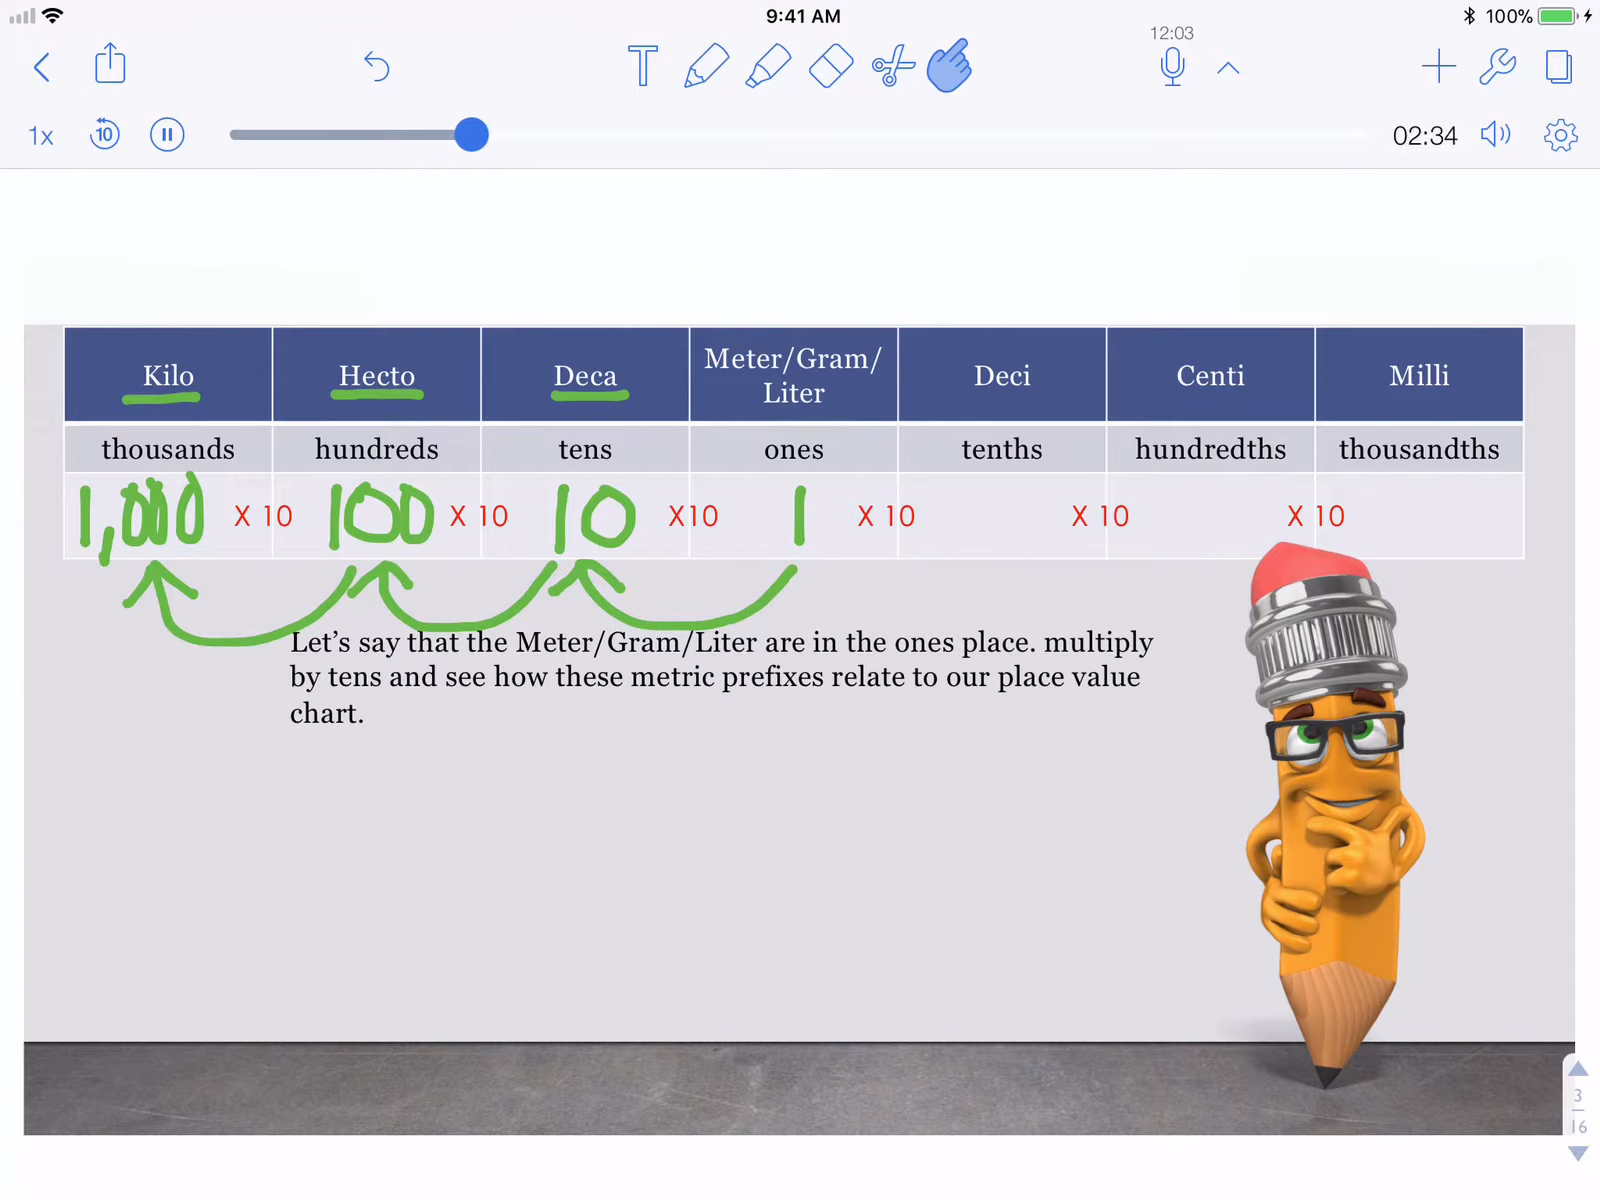 9:41 AM
100%
T
12:03
1x
10
02:34
Kilo Hecto Deca Meter/Gram/ Deci Centi Milli
Liter
thousands hundreds tens ones tenths hundredths thousandths
1,000 X 10 100 X 10 10 X10 1 X 10 X 10 X 10
Let’s say that the Meter/Gram/Liter are in the ones place. multiply
by tens and see how these metric prefixes relate to our place value
chart.
3
16